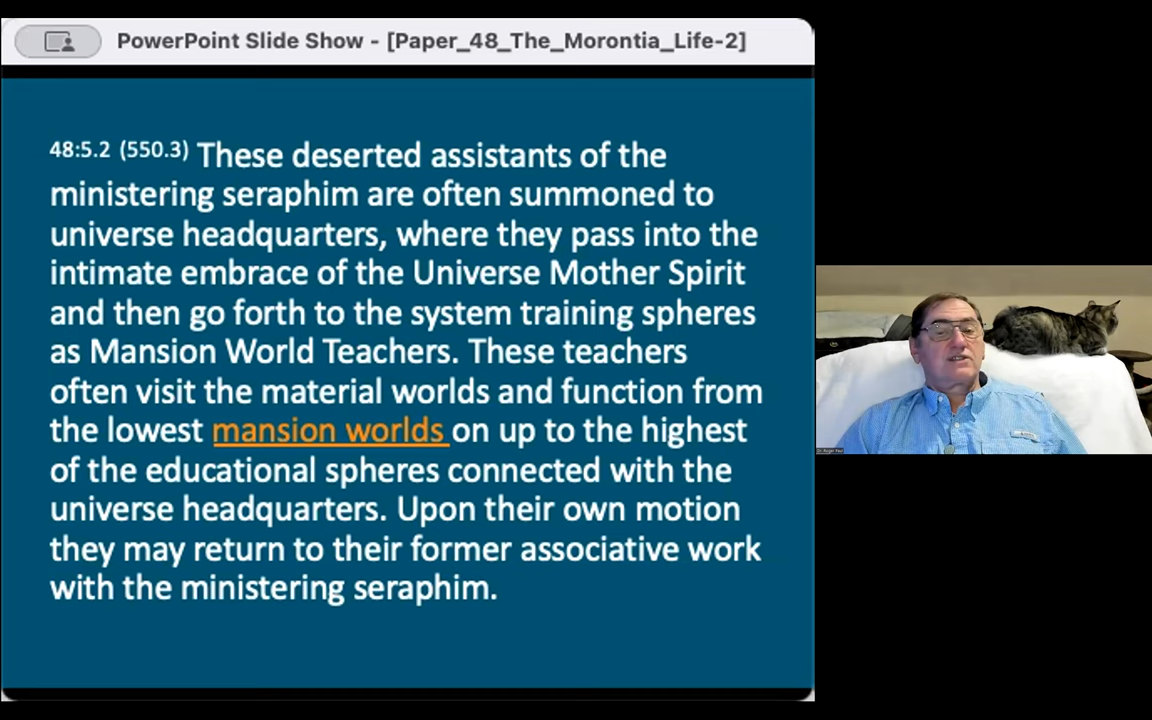 PowerPoint Slide Show - [Paper_48_The_Morontia_Life-2]
48:5.2 (550.3) These deserted assistants of the
ministering seraphim are often summoned to
universe headquarters, where they pass into the
intimate embrace of the Universe Mother Spirit
and then go forth to the system training spheres
as Mansion World Teachers. These teachers
often visit the material worlds and function from
the lowest mansion worlds on up to the highest
of the educational spheres connected with the
universe headquarters. Upon their own motion
they may return to their former associative work
with the ministering seraphim.